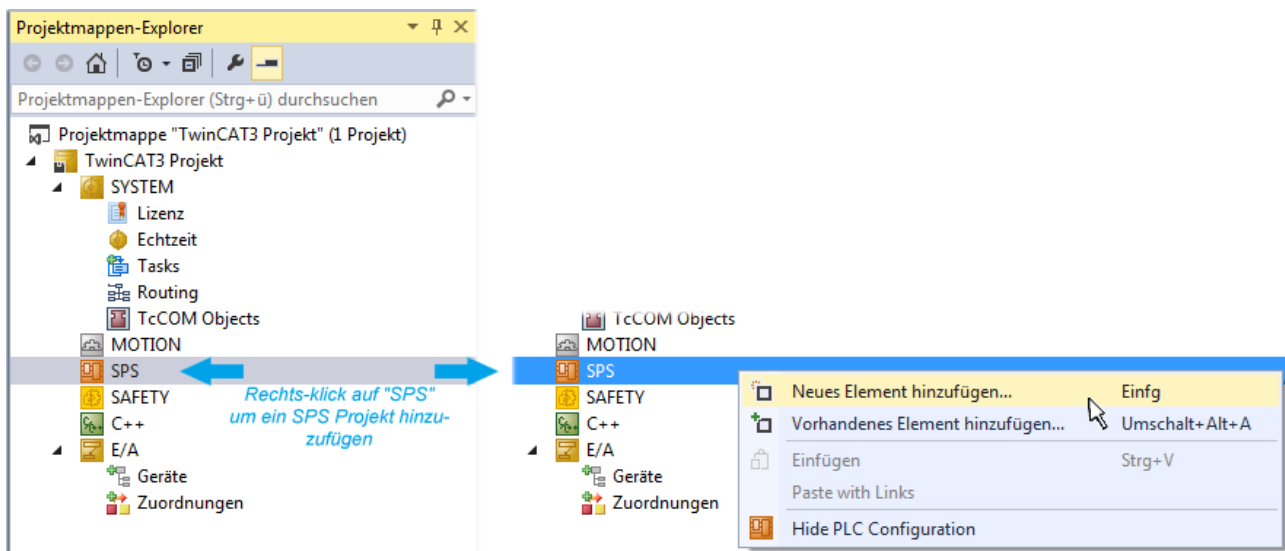 Projektmappen-Explorer
Projektmappen-Explorer (Strg+ü) durchsuchen
Projektmappe "TwinCAT3 Projekt" (1 Projekt)
TwinCAT3 Projekt
SYSTEM
Lizenz
Echtzeit
Tasks
Routing
TcCOM Objects
MOTION
SPS
SAFETY
C++
E/A
Geräte
Zuordnungen
Rechts-klick auf "SPS"
um ein SPS Projekt hinzu-
zufügen
TcCOM Objects
MOTION
SPS
SAFETY
C++
E/A
Geräte
Zuordnungen
Neues Element hinzufügen... Einfg
Vorhandenes Element hinzufügen... Umschalt+Alt+A
Einfügen Strg+V
Paste with Links
Hide PLC Configuration